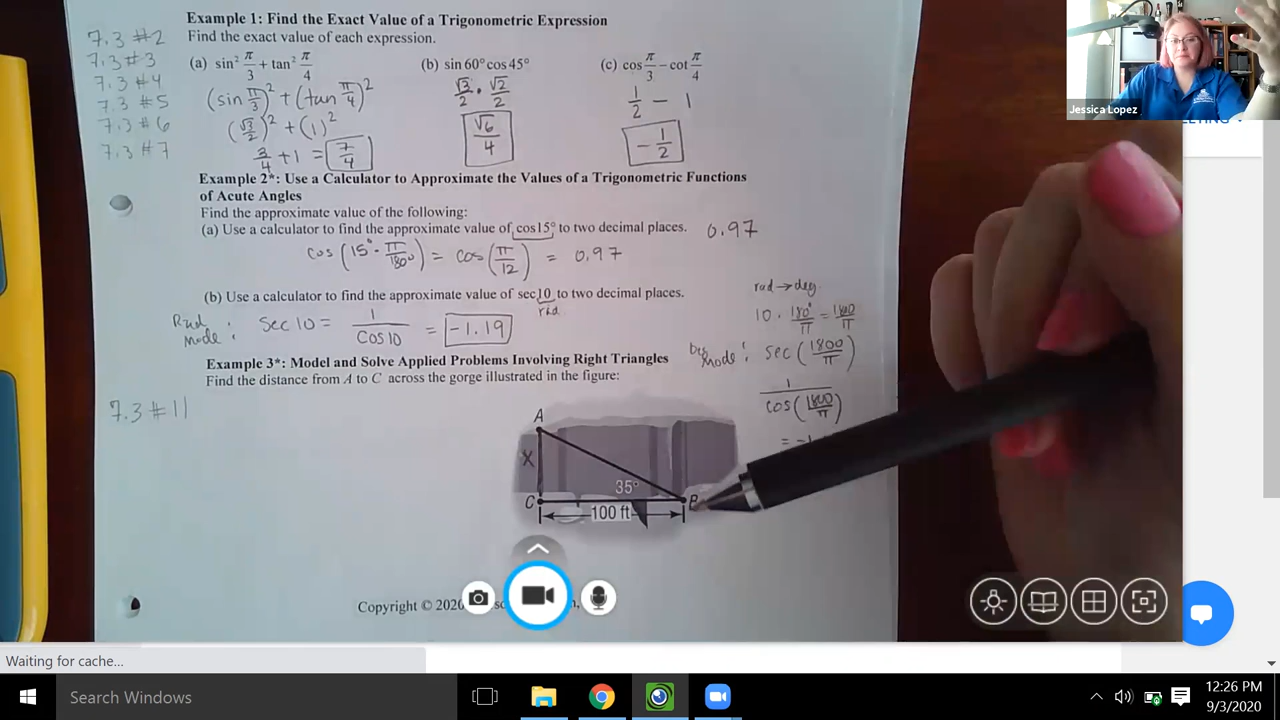 Example 1: Find the Exact Value of a Trigonometric Expression
Find the exact value of each expression.
7.3 #2
7.3 #3
7.3 #4
7.3 #5
7.3 #6
7.3 #7
(a) sin² π/3 + tan² π/4
(sin π/3)² + (tan π/4)²
(√3/2)² + (1)²
3/4 + 1 = 7/4
(b) sin 60° cos 45°
√3/2 · √2/2
√6/4
(c) cos π/3 − cot π/4
1/2 − 1
−1/2
Example 2*: Use a Calculator to Approximate the Values of a Trigonometric Functions
of Acute Angles
Find the approximate value of the following:
(a) Use a calculator to find the approximate value of cos15° to two decimal places. 0.97
cos(15° · π/180°) = cos(π/12) = 0.97
(b) Use a calculator to find the approximate value of sec10 to two decimal places.
rad
Rad mode: sec 10 = 1/cos10 = −1.19
rad → deg
10 · 180°/π = 1800/π
Deg mode: sec(1800/π)
1/cos(1800/π)
Example 3*: Model and Solve Applied Problems Involving Right Triangles
Find the distance from A to C across the gorge illustrated in the figure:
7.3 #11
A
X
35°
C
B
100 ft
Copyright © 2020
Jessica Lopez
Waiting for cache...
Search Windows
12:26 PM
9/3/2020